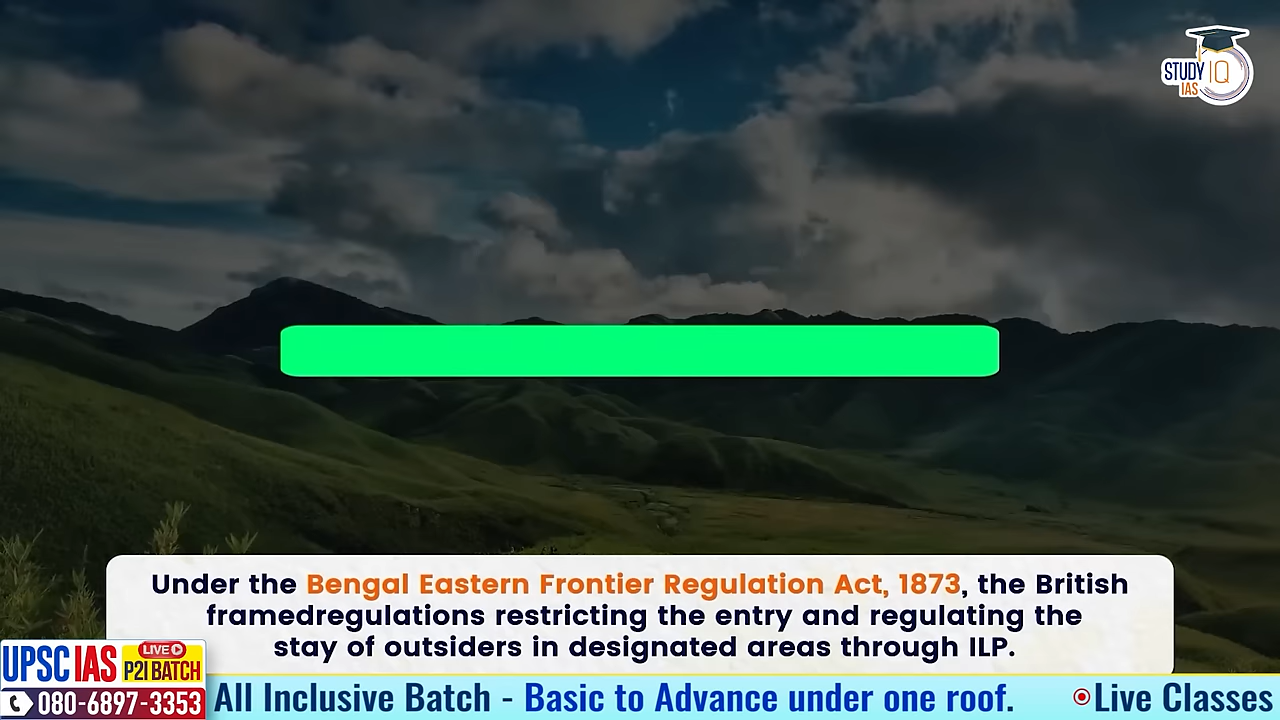 STUDY IQ
IAS
Under the Bengal Eastern Frontier Regulation Act, 1873, the British
framedregulations restricting the entry and regulating the
stay of outsiders in designated areas through ILP.
UPSC IAS
LIVE
P2I BATCH
080-6897-3353
All Inclusive Batch - Basic to Advance under one roof.
Live Classes